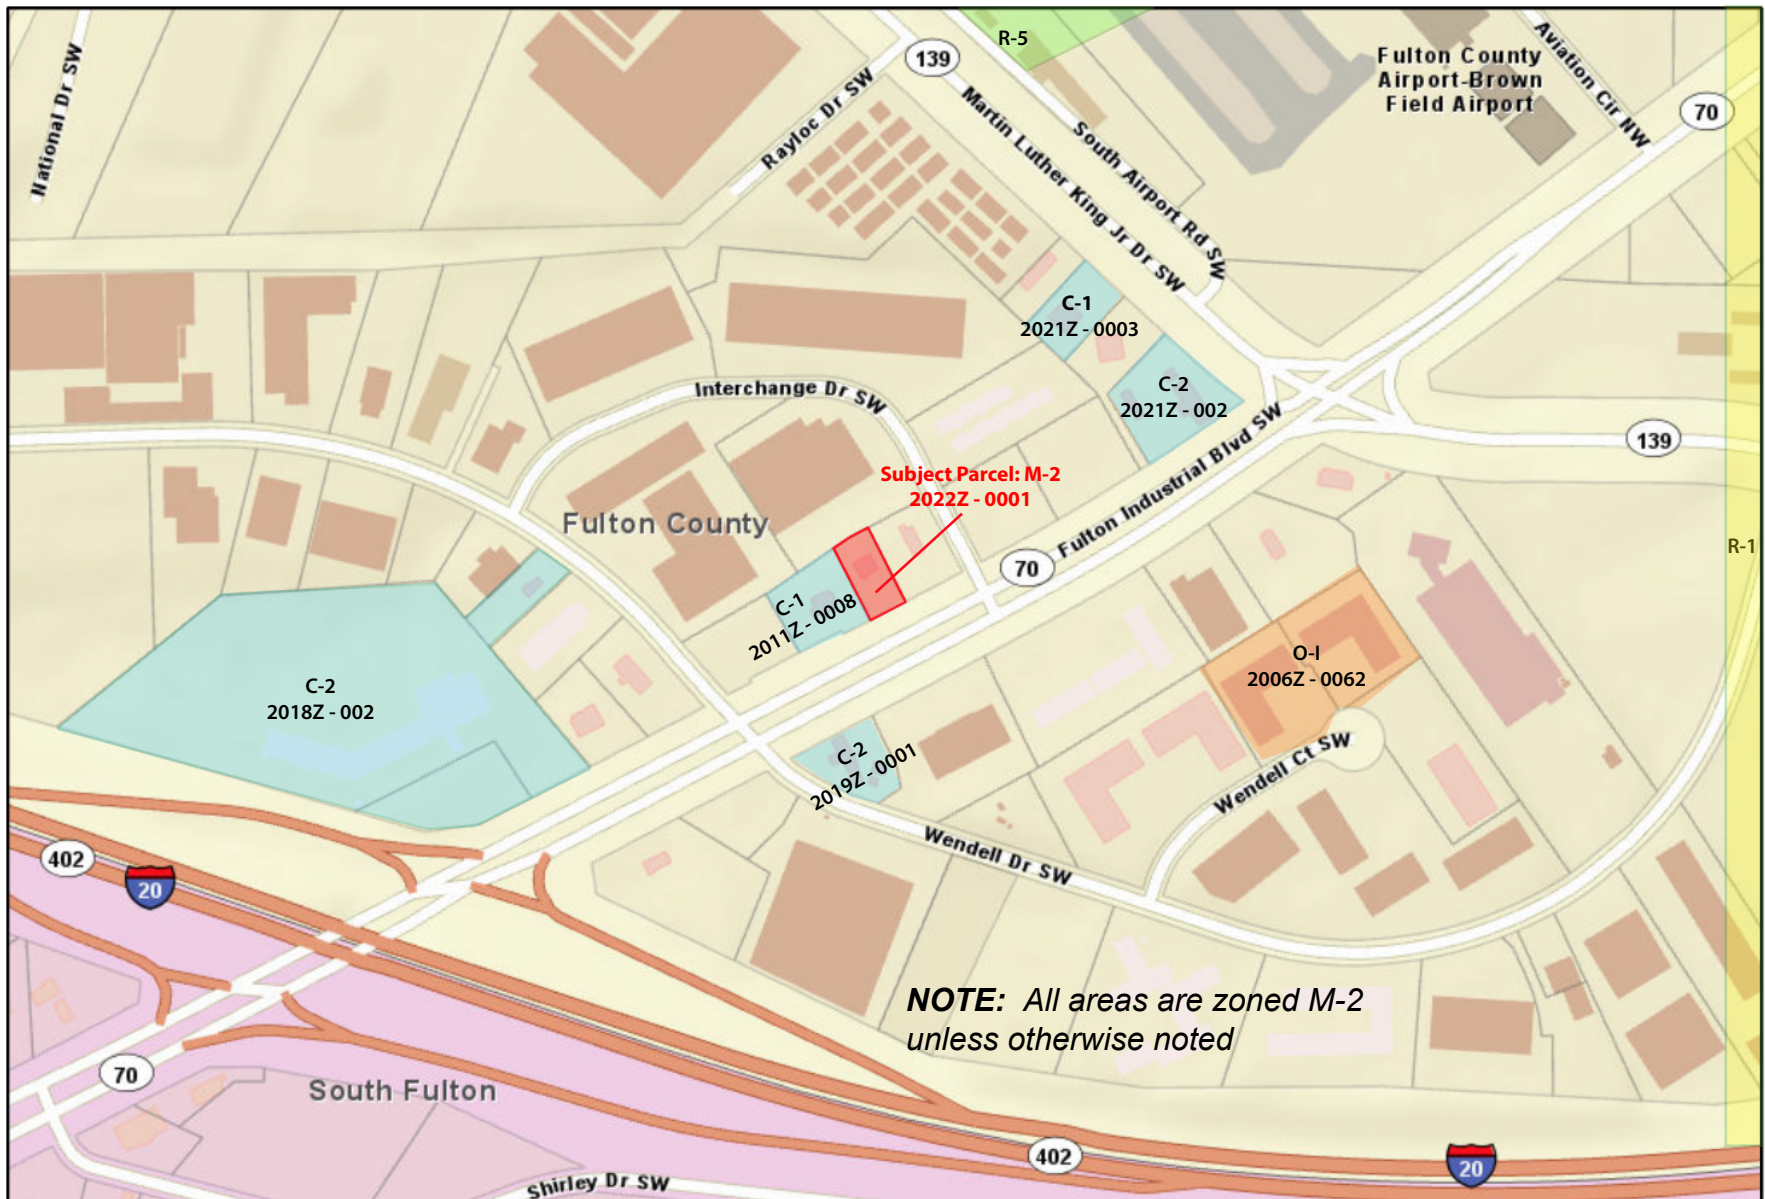 R-5
139
Fulton County
Airport-Brown
Field Airport
Aviation Cir NW
70
National Dr SW
Rayloc Dr SW
Martin Luther King Jr Dr SW
South Airport Rd SW
C-1
2021Z - 0003
C-2
2021Z - 002
Interchange Dr SW
139
Subject Parcel: M-2
2022Z - 0001
Fulton Industrial Blvd SW
Fulton County
R-1
70
C-1
2011Z - 0008
O-I
2006Z - 0062
C-2
2018Z - 002
C-2
2019Z - 0001
Wendell Ct SW
Wendell Dr SW
402
20
NOTE: All areas are zoned M-2
unless otherwise noted
70
South Fulton
402
20
Shirley Dr SW